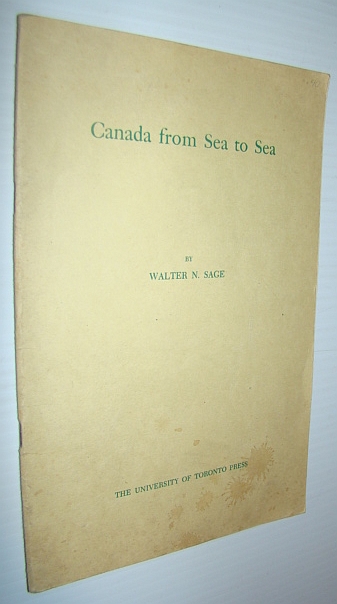 Canada from Sea to Sea
BY
WALTER N. SAGE
THE UNIVERSITY OF TORONTO PRESS